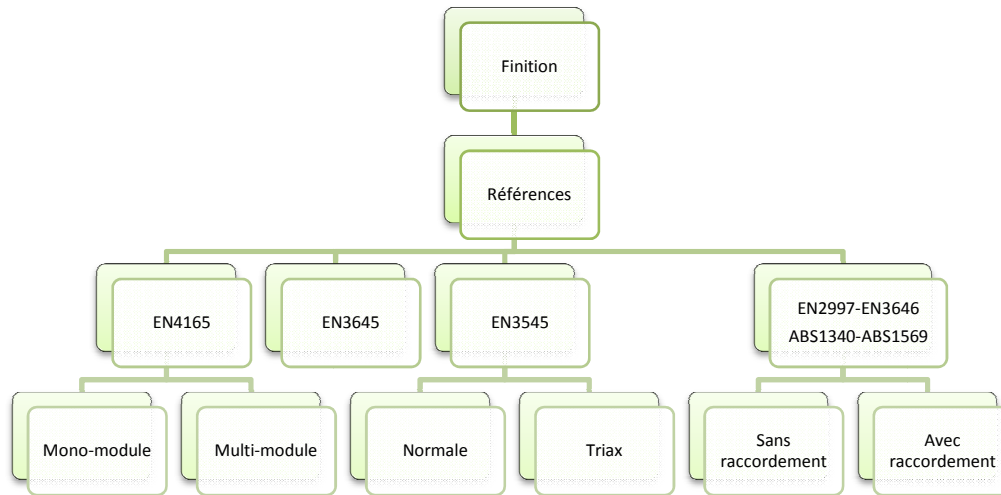 Finition
Références
EN4165
EN3645
EN3545
EN2997-EN3646
ABS1340-ABS1569
Mono-module
Multi-module
Normale
Triax
Sans
raccordement
Avec
raccordement